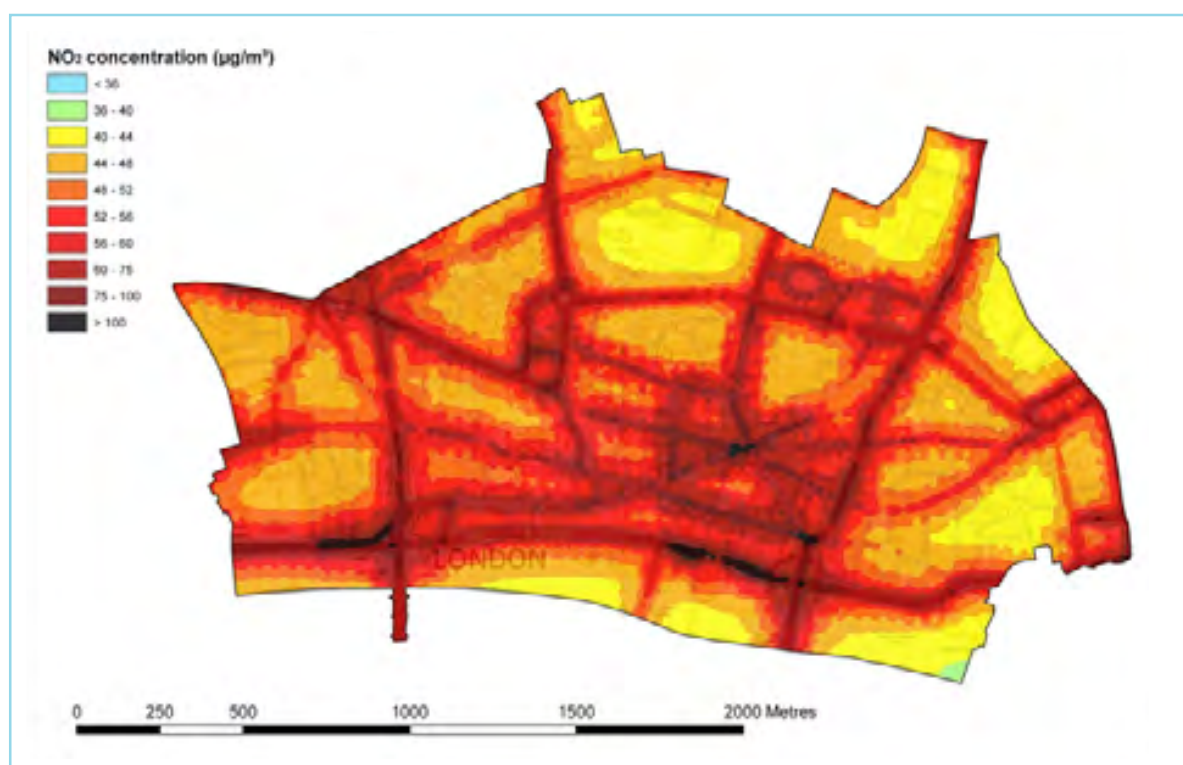 NO₂ concentration (µg/m³)
< 36
36 - 40
40 - 44
44 - 48
48 - 52
52 - 56
56 - 60
60 - 75
75 - 100
> 100
LONDON
0 250 500 1000 1500 2000 Metres